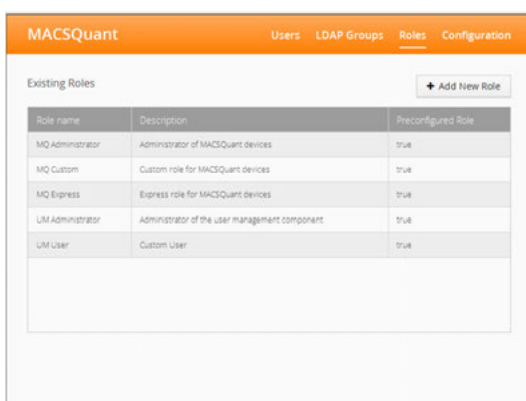 MACSQuant Users LDAP Groups Roles Configuration
Existing Roles + Add New Role
Role name Description Preconfigured Role
MQ Administrator Administrator of MACSQuant devices true
MQ Custom Custom role for MACSQuant devices true
MQ Express Express role for MACSQuant devices true
UM Administrator Administrator of the user management component true
UM User Custom User true